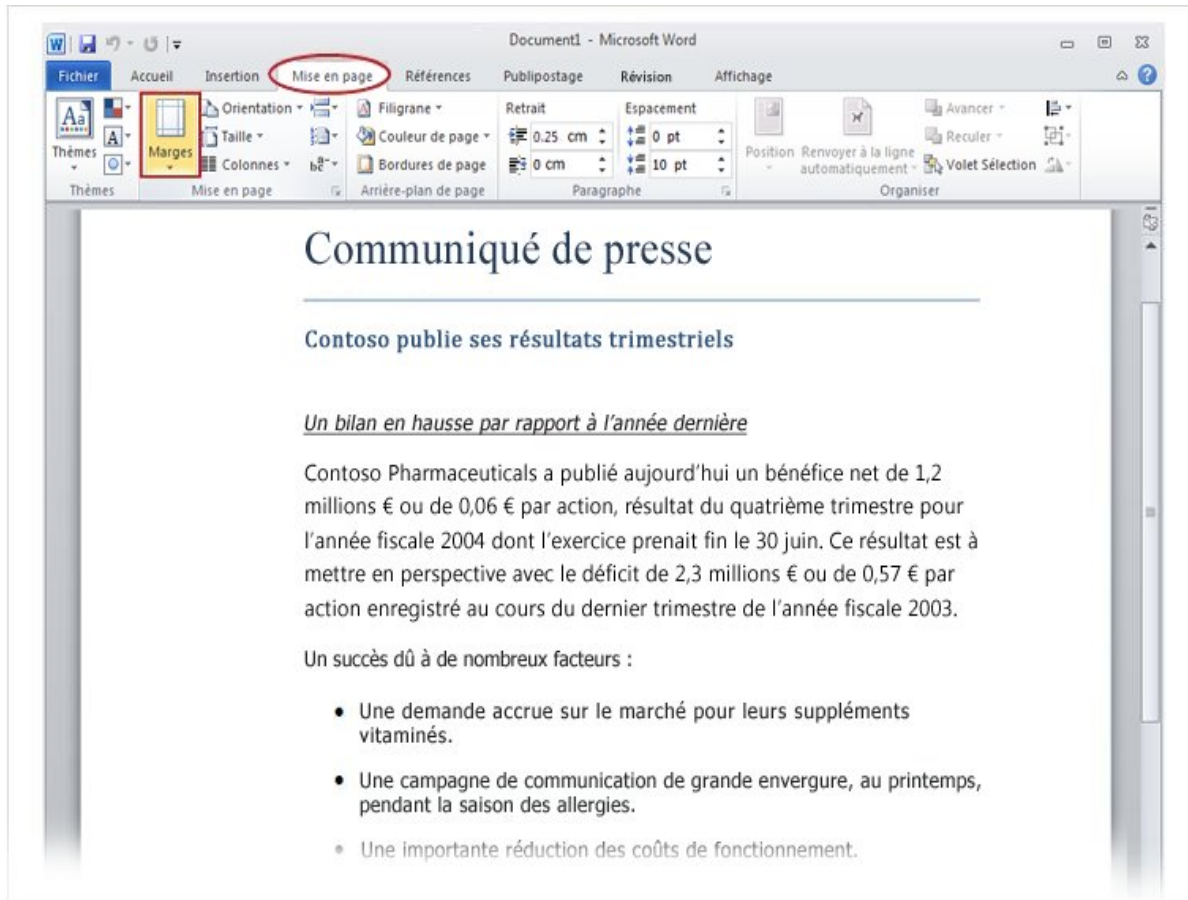 Document1 - Microsoft Word
Fichier Accueil Insertion Mise en page Références Publipostage Révision Affichage
Aa Orientation Filigrane Retrait Espacement Avancer
A Taille Couleur de page 0.25 cm 0 pt Reculer
Thèmes Marges Colonnes Bordures de page 0 cm 10 pt Position Renvoyer à la ligne automatiquement Volet Sélection
Thèmes Mise en page Arrière-plan de page Paragraphe Organiser
Communiqué de presse
Contoso publie ses résultats trimestriels
Un bilan en hausse par rapport à l’année dernière
Contoso Pharmaceuticals a publié aujourd’hui un bénéfice net de 1,2
millions € ou de 0,06 € par action, résultat du quatrième trimestre pour
l’année fiscale 2004 dont l’exercice prenait fin le 30 juin. Ce résultat est à
mettre en perspective avec le déficit de 2,3 millions € ou de 0,57 € par
action enregistré au cours du dernier trimestre de l’année fiscale 2003.
Un succès dû à de nombreux facteurs :
• Une demande accrue sur le marché pour leurs suppléments
vitaminés.
• Une campagne de communication de grande envergure, au printemps,
pendant la saison des allergies.
• Une importante réduction des coûts de fonctionnement.